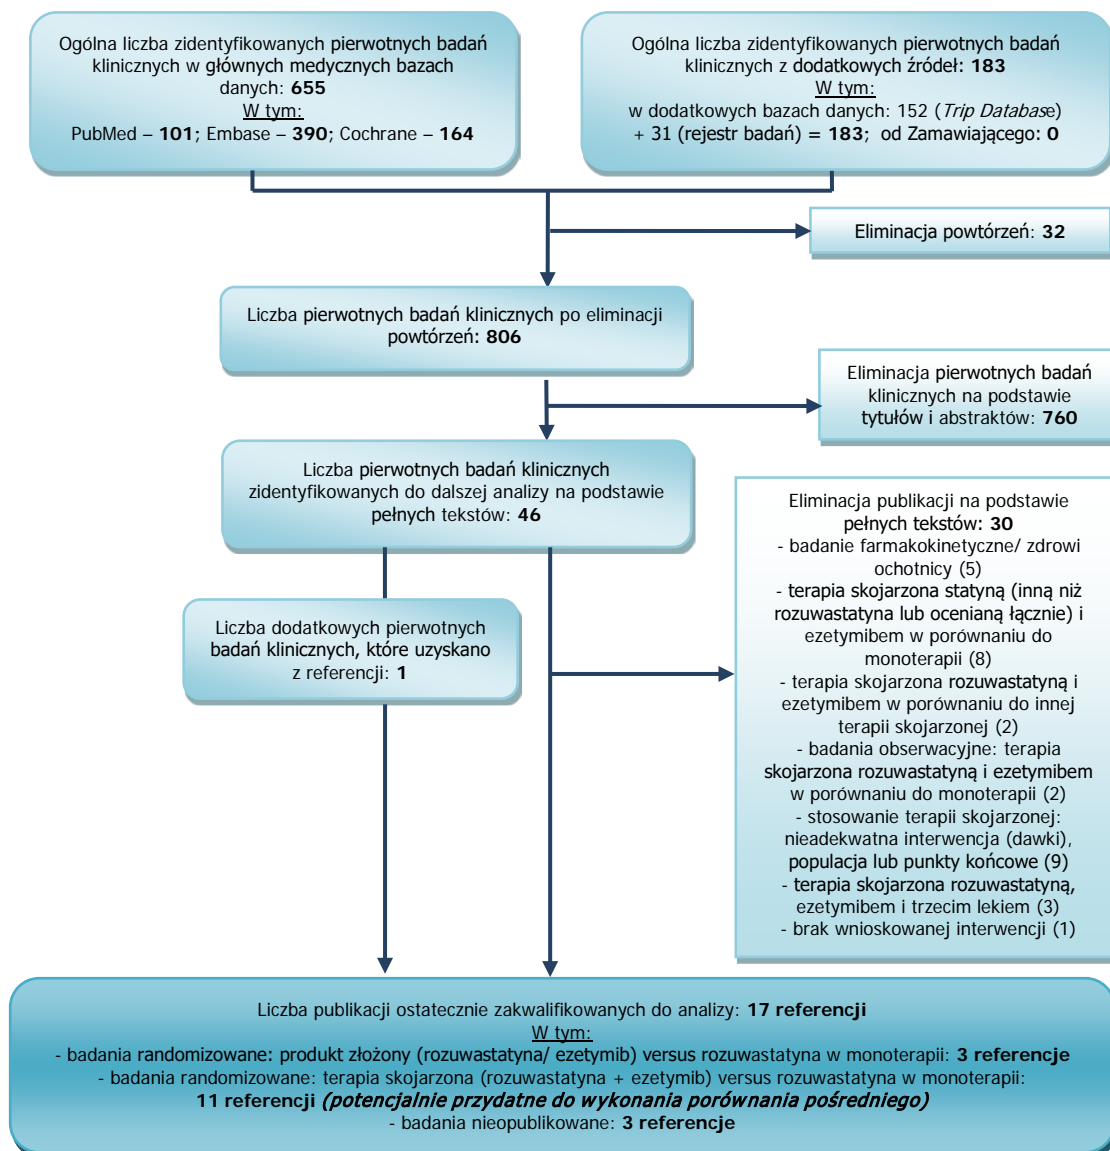 Ogólna liczba zidentyfikowanych pierwotnych badań
klinicznych w głównych medycznych bazach
danych: 655
W tym:
PubMed – 101; Embase – 390; Cochrane – 164
Ogólna liczba zidentyfikowanych pierwotnych badań
klinicznych z dodatkowych źródeł: 183
W tym:
w dodatkowych bazach danych: 152 (Trip Database)
+ 31 (rejestr badań) = 183; od Zamawiającego: 0
Eliminacja powtórzeń: 32
Liczba pierwotnych badań klinicznych po eliminacji
powtórzeń: 806
Eliminacja pierwotnych badań
klinicznych na podstawie
tytułów i abstraktów: 760
Liczba pierwotnych badań klinicznych
zidentyfikowanych do dalszej analizy na podstawie
pełnych tekstów: 46
Eliminacja publikacji na podstawie
pełnych tekstów: 30
- badanie farmakokinetyczne/ zdrowi
ochotnicy (5)
- terapia skojarzona statyną (inną niż
rozuwastatyna lub ocenianą łącznie) i
ezetymibem w porównaniu do
monoterapii (8)
- terapia skojarzona rozuwastatyną i
ezetymibem w porównaniu do innej
terapii skojarzonej (2)
- badania obserwacyjne: terapia
skojarzona rozuwastatyną i ezetymibem
w porównaniu do monoterapii (2)
- stosowanie terapii skojarzonej:
nieadekwatna interwencja (dawki),
populacja lub punkty końcowe (9)
- terapia skojarzona rozuwastatyną,
ezetymibem i trzecim lekiem (3)
- brak wnioskowanej interwencji (1)
Liczba dodatkowych pierwotnych
badań klinicznych, które uzyskano
z referencji: 1
Liczba publikacji ostatecznie zakwalifikowanych do analizy: 17 referencji
W tym:
- badania randomizowane: produkt złożony (rozuwastatyna/ ezetymib) versus rozuwastatyna w monoterapii: 3 referencje
- badania randomizowane: terapia skojarzona (rozuwastatyna + ezetymib) versus rozuwastatyna w monoterapii:
11 referencji (potencjalnie przydatne do wykonania porównania pośredniego)
- badania nieopublikowane: 3 referencje